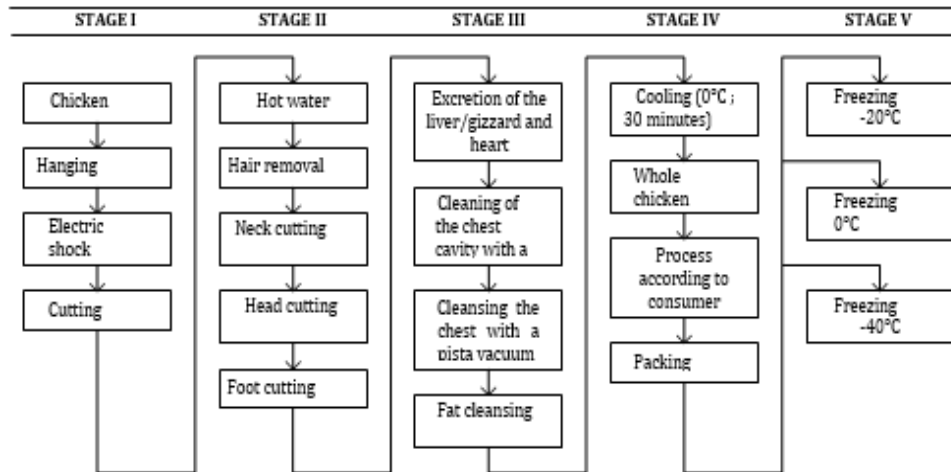 STAGE I
STAGE II
STAGE III
STAGE IV
STAGE V
Chicken
Hanging
Electric
shock
Cutting
Hot water
Hair removal
Neck cutting
Head cutting
Foot cutting
Excretion of the
liver/gizzard and
heart
Cleaning of
the chest
cavity with a
Cleansing the
chest with a
pista vacuum
Fat cleansing
Cooling (0°C ;
30 minutes)
Whole
chicken
Process
according to
consumer
Packing
Freezing
-20°C
Freezing
0°C
Freezing
-40°C